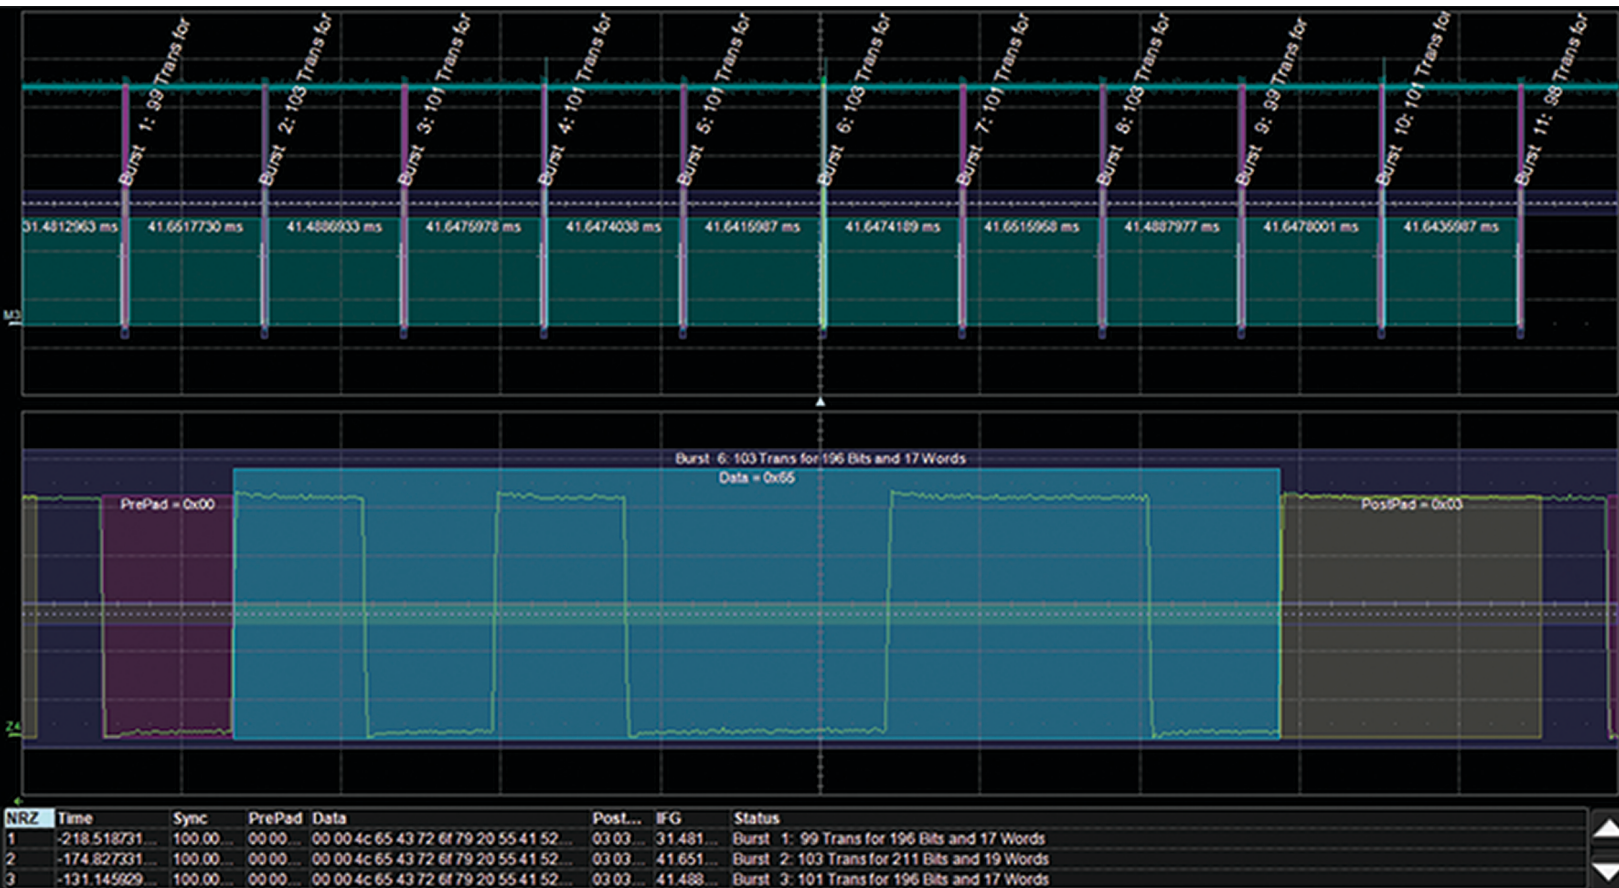 Burst 1: 99 Trans for
Burst 2: 103 Trans for
Burst 3: 101 Trans for
Burst 4: 101 Trans for
Burst 5: 101 Trans for
Burst 6: 103 Trans for
Burst 7: 101 Trans for
Burst 8: 103 Trans for
Burst 9: 99 Trans for
Burst 10: 101 Trans for
Burst 11: 98 Trans for
31.4812963 ms 41.6517730 ms 41.4886933 ms 41.6475978 ms 41.6474038 ms 41.6415987 ms 41.6474189 ms 41.6515958 ms 41.4887977 ms 41.6478001 ms 41.6435987 ms
M3
Burst 6: 103 Trans for 196 Bits and 17 Words
Data = 0x65
PrePad = 0x00
PostPad = 0x03
Z4
NRZ Time Sync PrePad Data Post... IFG Status
1 -218.518731... 100.00... 00 00... 00 00 4c 65 43 72 6f 79 20 55 41 52... 03 03... 31.481... Burst 1: 99 Trans for 196 Bits and 17 Words
2 -174.827331... 100.00... 00 00... 00 00 4c 65 43 72 6f 79 20 55 41 52... 03 03... 41.651... Burst 2: 103 Trans for 211 Bits and 19 Words
3 -131.145929... 100.00... 00 00... 00 00 4c 65 43 72 6f 79 20 55 41 52... 03 03... 41.488... Burst 3: 101 Trans for 196 Bits and 17 Words